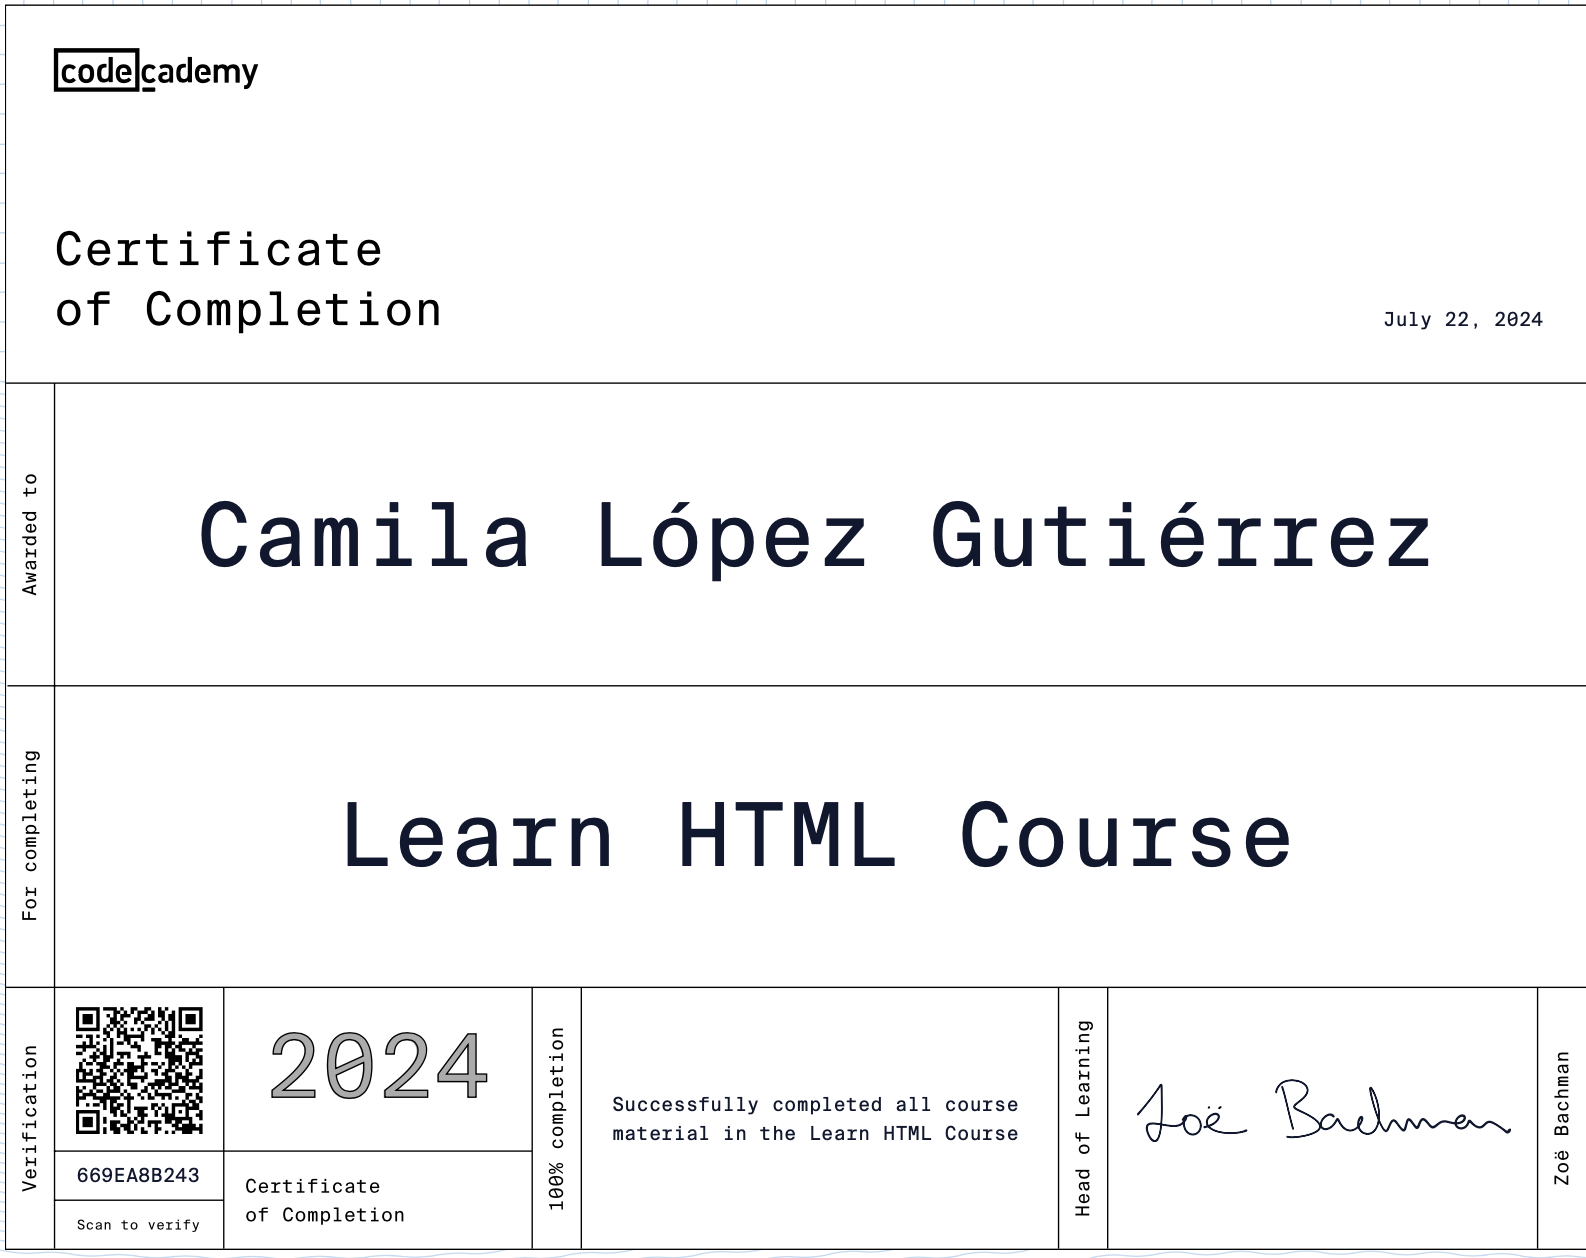 codecademy
Certificate
of Completion
July 22, 2024
Awarded to
Camila López Gutiérrez
For completing
Learn HTML Course
Verification
669EA8B243
Scan to verify
2024
Certificate
of Completion
100% completion
Successfully completed all course
material in the Learn HTML Course
Head of Learning
Zoë Bachman
Zoë Bachman